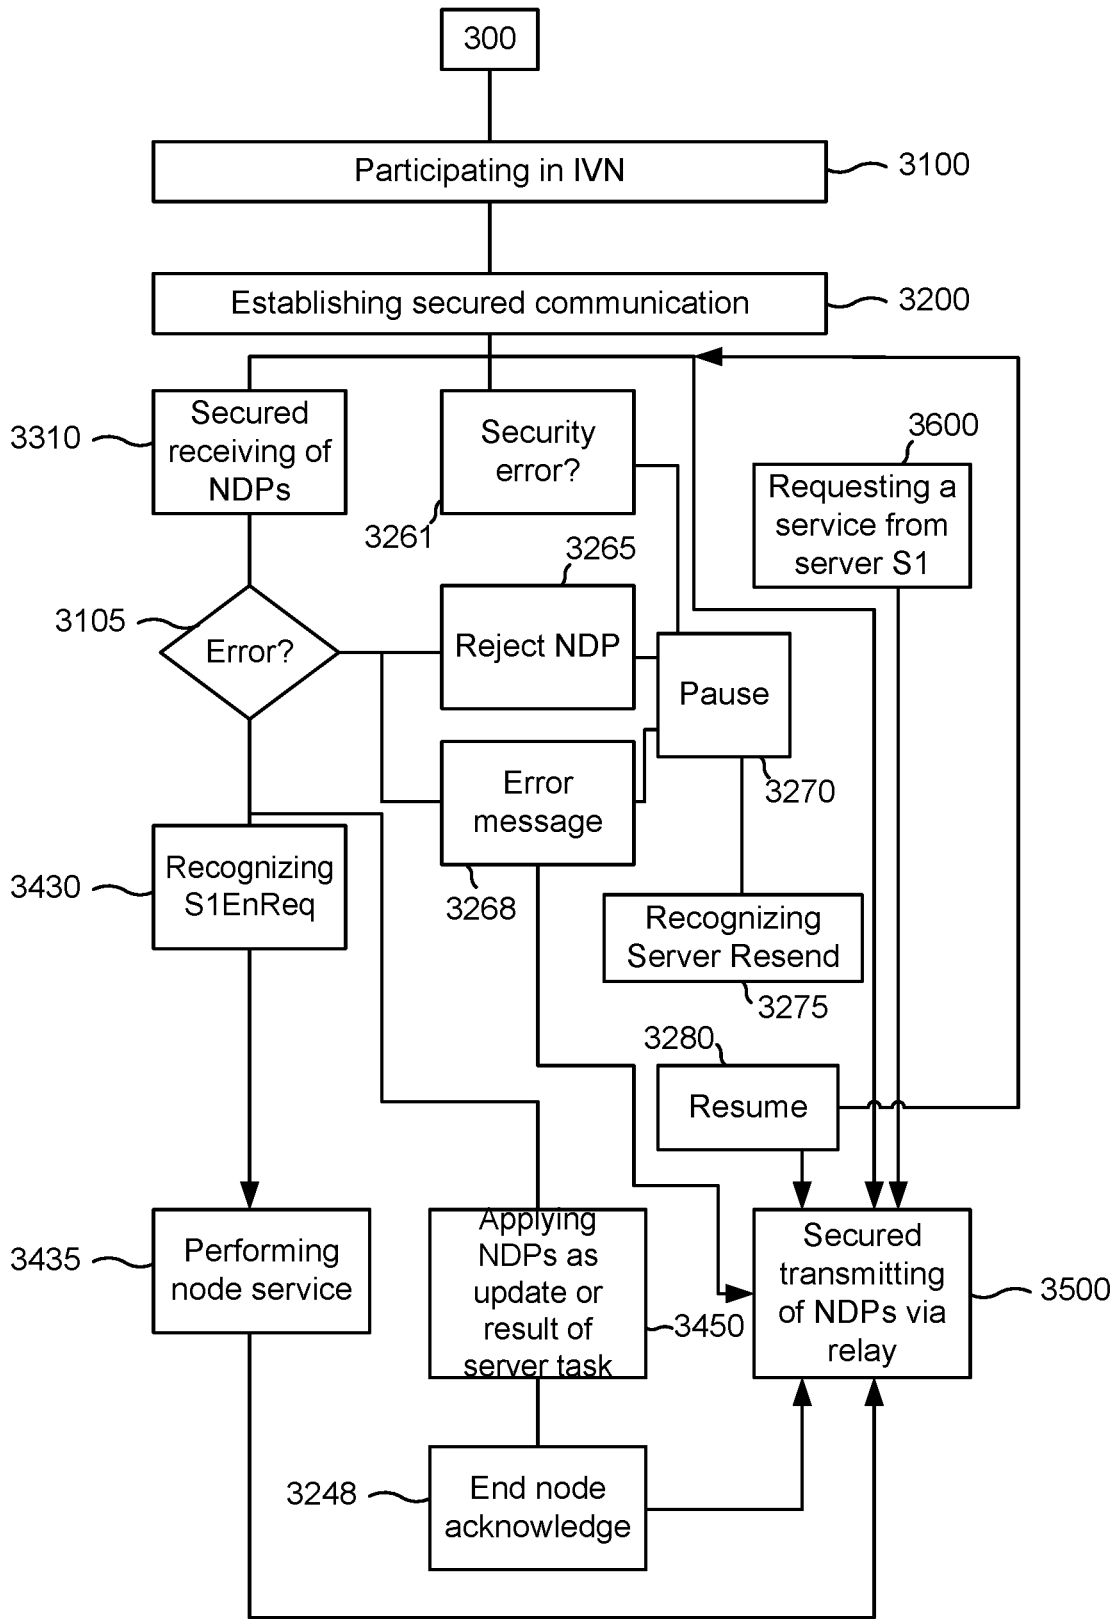 300
Participating in IVN
3100
Establishing secured communication
3200
Secured
receiving of
NDPs
3310
Security
error?
3261
3600
Requesting a
service from
server S1
3265
Reject NDP
3105
Error?
Pause
3270
Error
message
3268
Recognizing
S1EnReq
3430
Recognizing
Server Resend
3275
3280
Resume
Performing
node service
3435
Applying
NDPs as
update or
result of
server task
3450
Secured
transmitting
of NDPs via
relay
3500
3248
End node
acknowledge